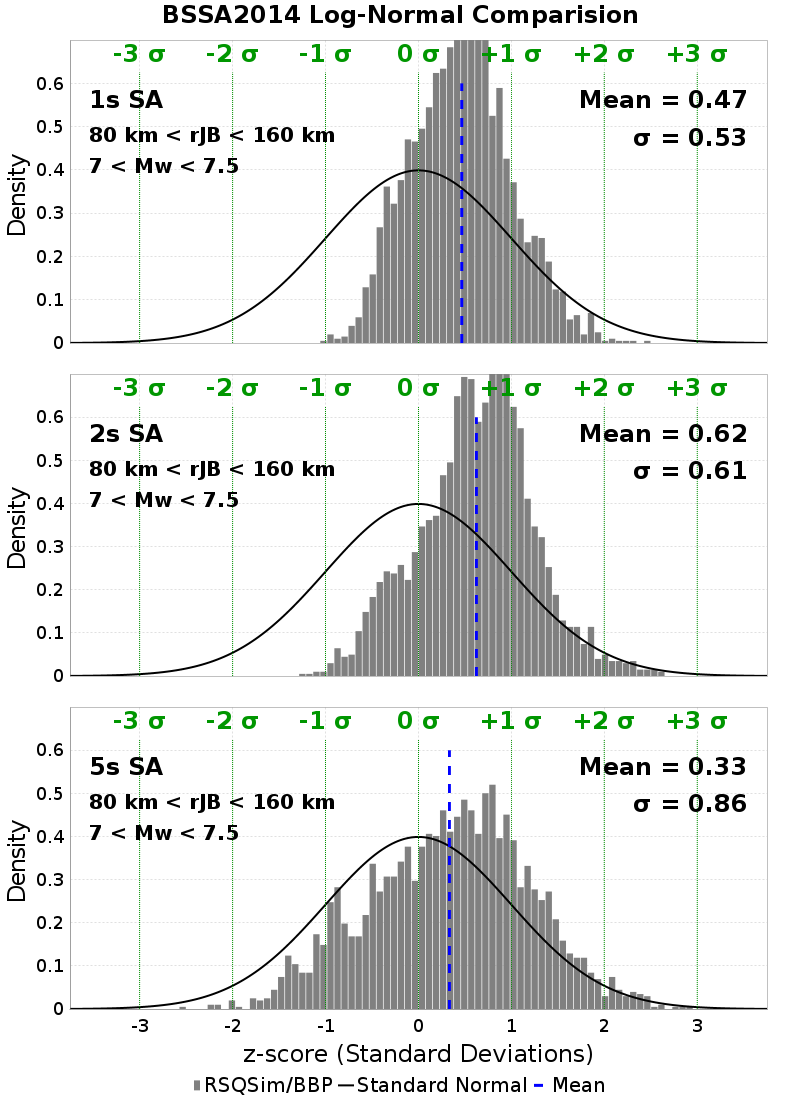 BSSA2014 Log-Normal Comparision
-3 σ -2 σ -1 σ 0 σ +1 σ +2 σ +3 σ
1s SA
80 km < rJB < 160 km
7 < Mw < 7.5
Mean = 0.47
σ = 0.53
Density
0.6
0.5
0.4
0.3
0.2
0.1
0
-3 σ -2 σ -1 σ 0 σ +1 σ +2 σ +3 σ
2s SA
80 km < rJB < 160 km
7 < Mw < 7.5
Mean = 0.62
σ = 0.61
Density
0.6
0.5
0.4
0.3
0.2
0.1
0
-3 σ -2 σ -1 σ 0 σ +1 σ +2 σ +3 σ
5s SA
80 km < rJB < 160 km
7 < Mw < 7.5
Mean = 0.33
σ = 0.86
Density
0.6
0.5
0.4
0.3
0.2
0.1
0
-3 -2 -1 0 1 2 3
z-score (Standard Deviations)
RSQSim/BBP Standard Normal Mean